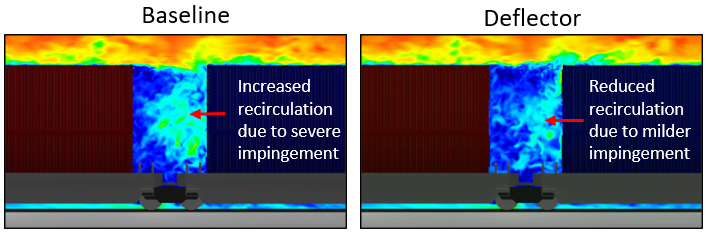 Baseline
Deflector
Increased
recirculation
due to severe
impingement
Reduced
recirculation
due to milder
impingement